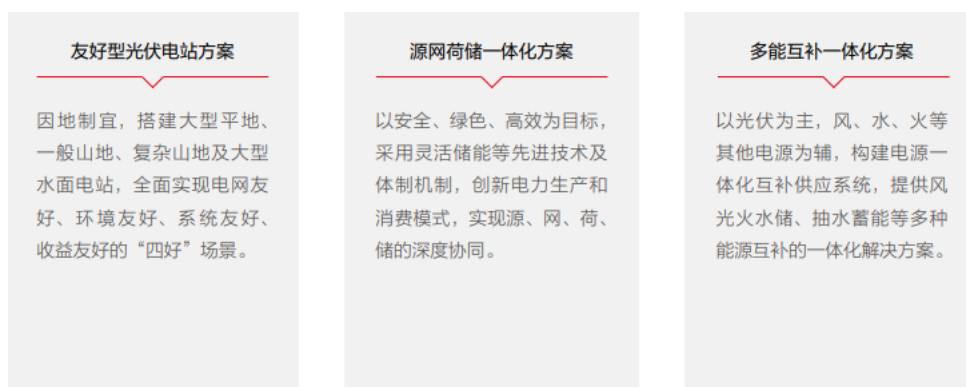 友好型光伏电站方案
因地制宜，搭建大型平地、
一般山地、复杂山地及大型
水面电站，全面实现电网友
好、环境友好、系统友好、
收益友好的“四好”场景。
源网荷储一体化方案
以安全、绿色、高效为目标，
采用灵活储能等先进技术及
体制机制，创新电力生产和
消费模式，实现源、网、荷、
储的深度协同。
多能互补一体化方案
以光伏为主，风、水、火等
其他电源为辅，构建电源一
体化互补供应系统，提供风
光火水储、抽水蓄能等多种
能源互补的一体化解决方案。